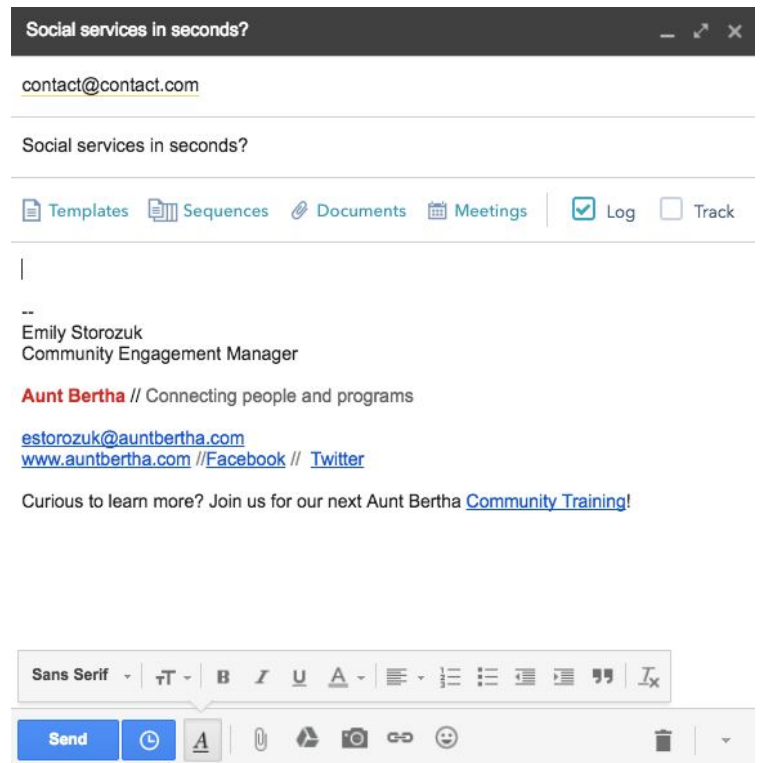 Social services in seconds?
contact@contact.com
Social services in seconds?
Templates Sequences Documents Meetings Log Track
--
Emily Storozuk
Community Engagement Manager
Aunt Bertha // Connecting people and programs
estorozuk@auntbertha.com
www.auntbertha.com //Facebook // Twitter
Curious to learn more? Join us for our next Aunt Bertha Community Training!
Sans Serif TT B I U A Tx
Send A